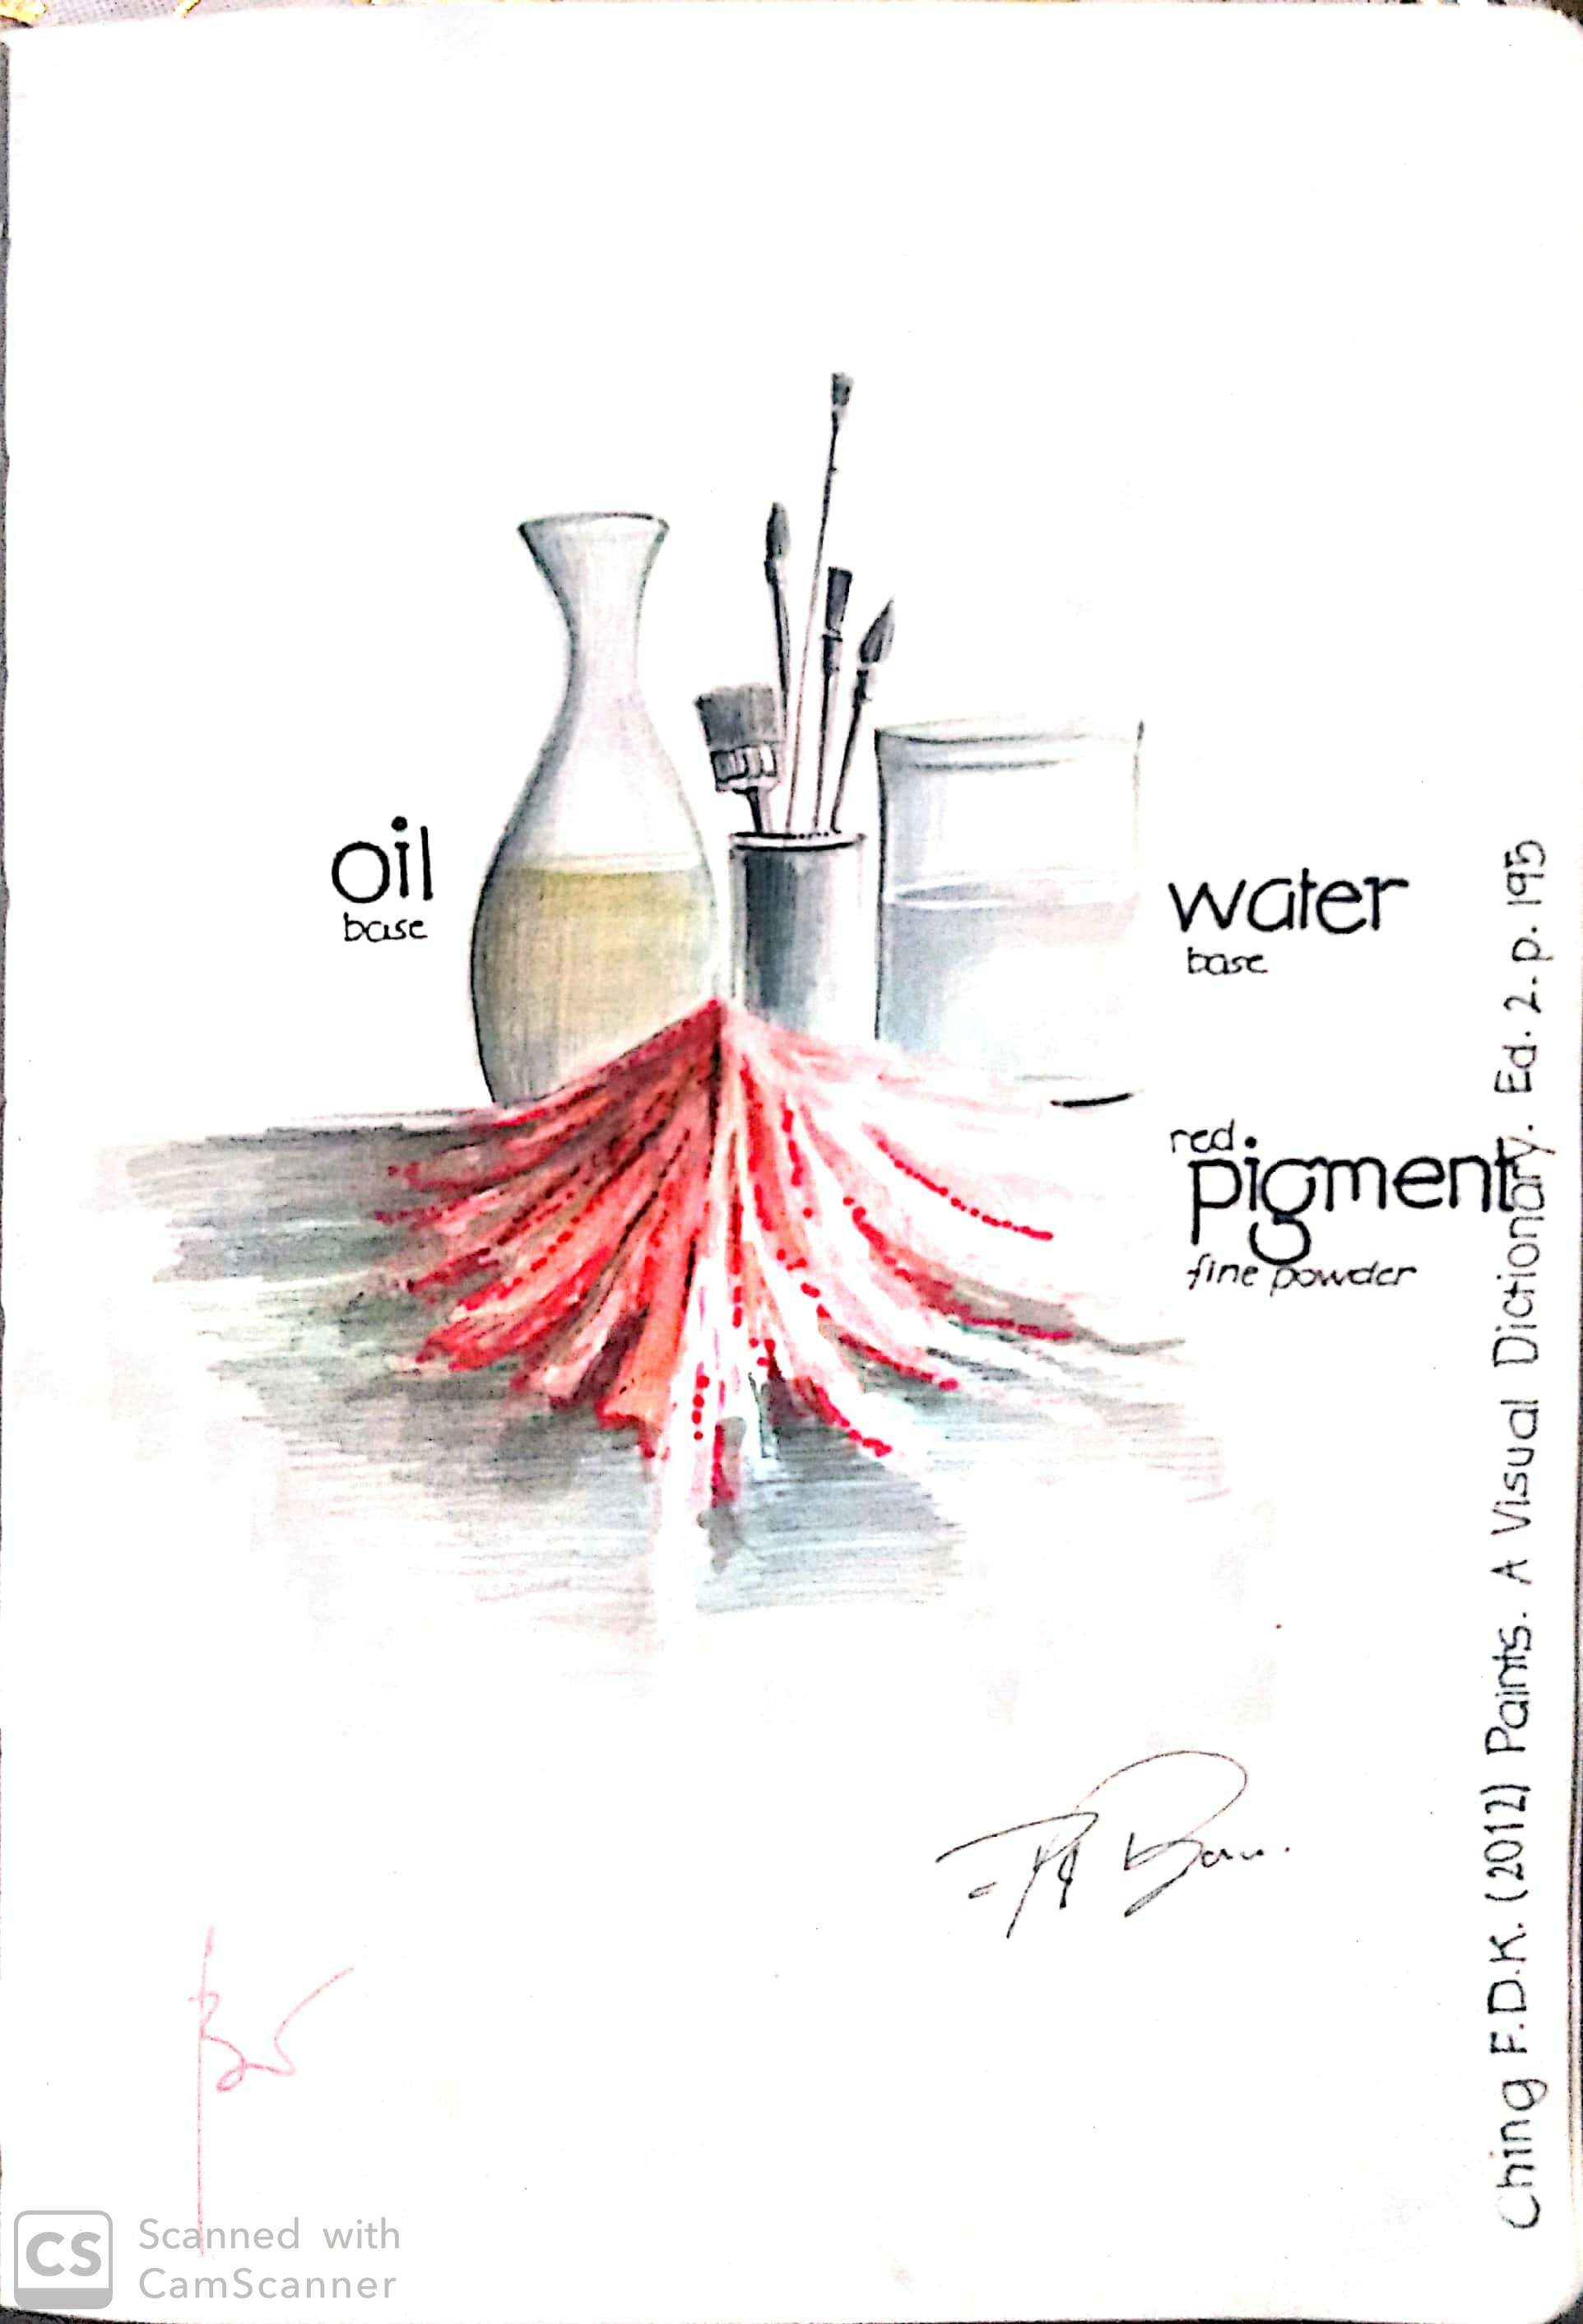 oil
base
water
base
red
pigment
fine powder
Ching F.D.K. (2012) Paints. A Visual Dictionary. Ed. 2. p. 195
CS
Scanned with
CamScanner